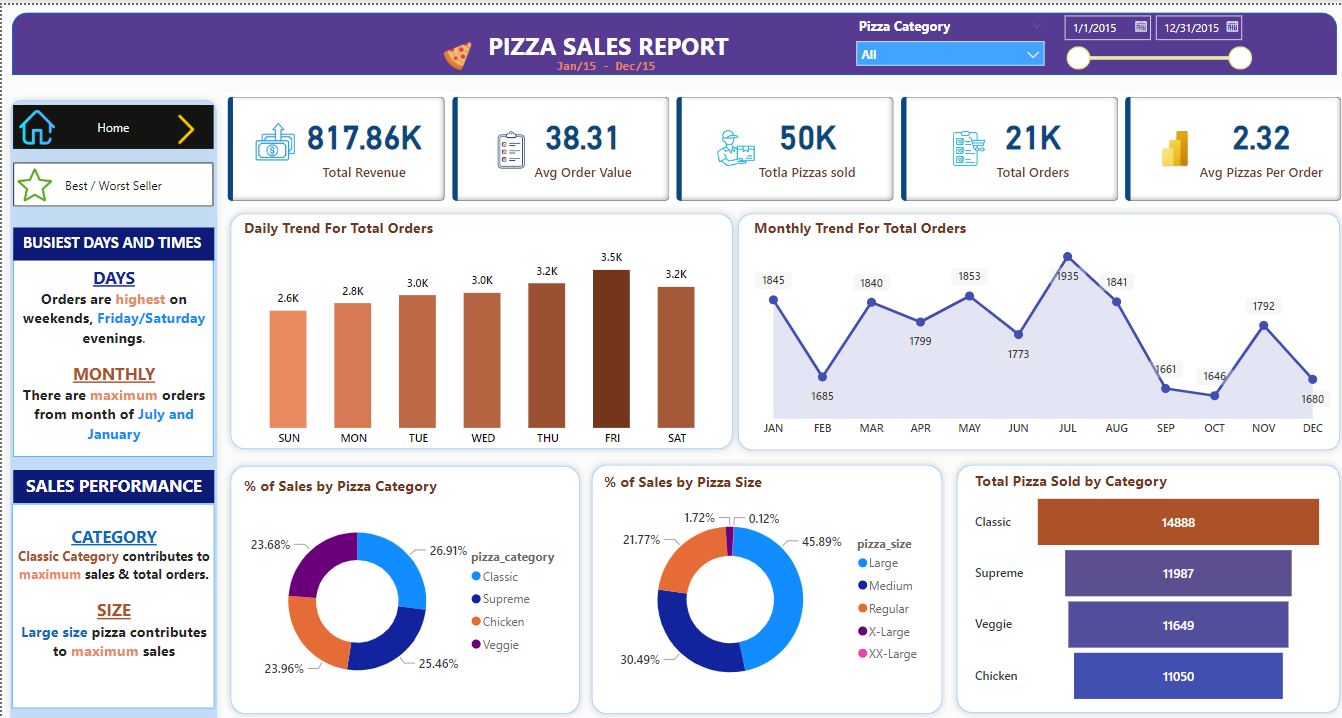 PIZZA SALES REPORT
Jan/15 - Dec/15
Pizza Category
All
1/1/2015
12/31/2015
Home
Best / Worst Seller
BUSIEST DAYS AND TIMES
DAYS
Orders are highest on
weekends, Friday/Saturday
evenings.
MONTHLY
There are maximum orders
from month of July and
January
SALES PERFORMANCE
CATEGORY
Classic Category contributes to
maximum sales & total orders.
SIZE
Large size pizza contributes
to maximum sales
817.86K
Total Revenue
38.31
Avg Order Value
50K
Totla Pizzas sold
21K
Total Orders
2.32
Avg Pizzas Per Order
Daily Trend For Total Orders
2.6K
2.8K
3.0K
3.0K
3.2K
3.5K
3.2K
SUN
MON
TUE
WED
THU
FRI
SAT
Monthly Trend For Total Orders
1845
1685
1840
1799
1853
1773
1935
1841
1661
1646
1792
1680
JAN
FEB
MAR
APR
MAY
JUN
JUL
AUG
SEP
OCT
NOV
DEC
% of Sales by Pizza Category
23.68%
26.91%
23.96%
25.46%
pizza_category
Classic
Supreme
Chicken
Veggie
% of Sales by Pizza Size
1.72%
0.12%
21.77%
45.89%
30.49%
pizza_size
Large
Medium
Regular
X-Large
XX-Large
Total Pizza Sold by Category
Classic
14888
Supreme
11987
Veggie
11649
Chicken
11050